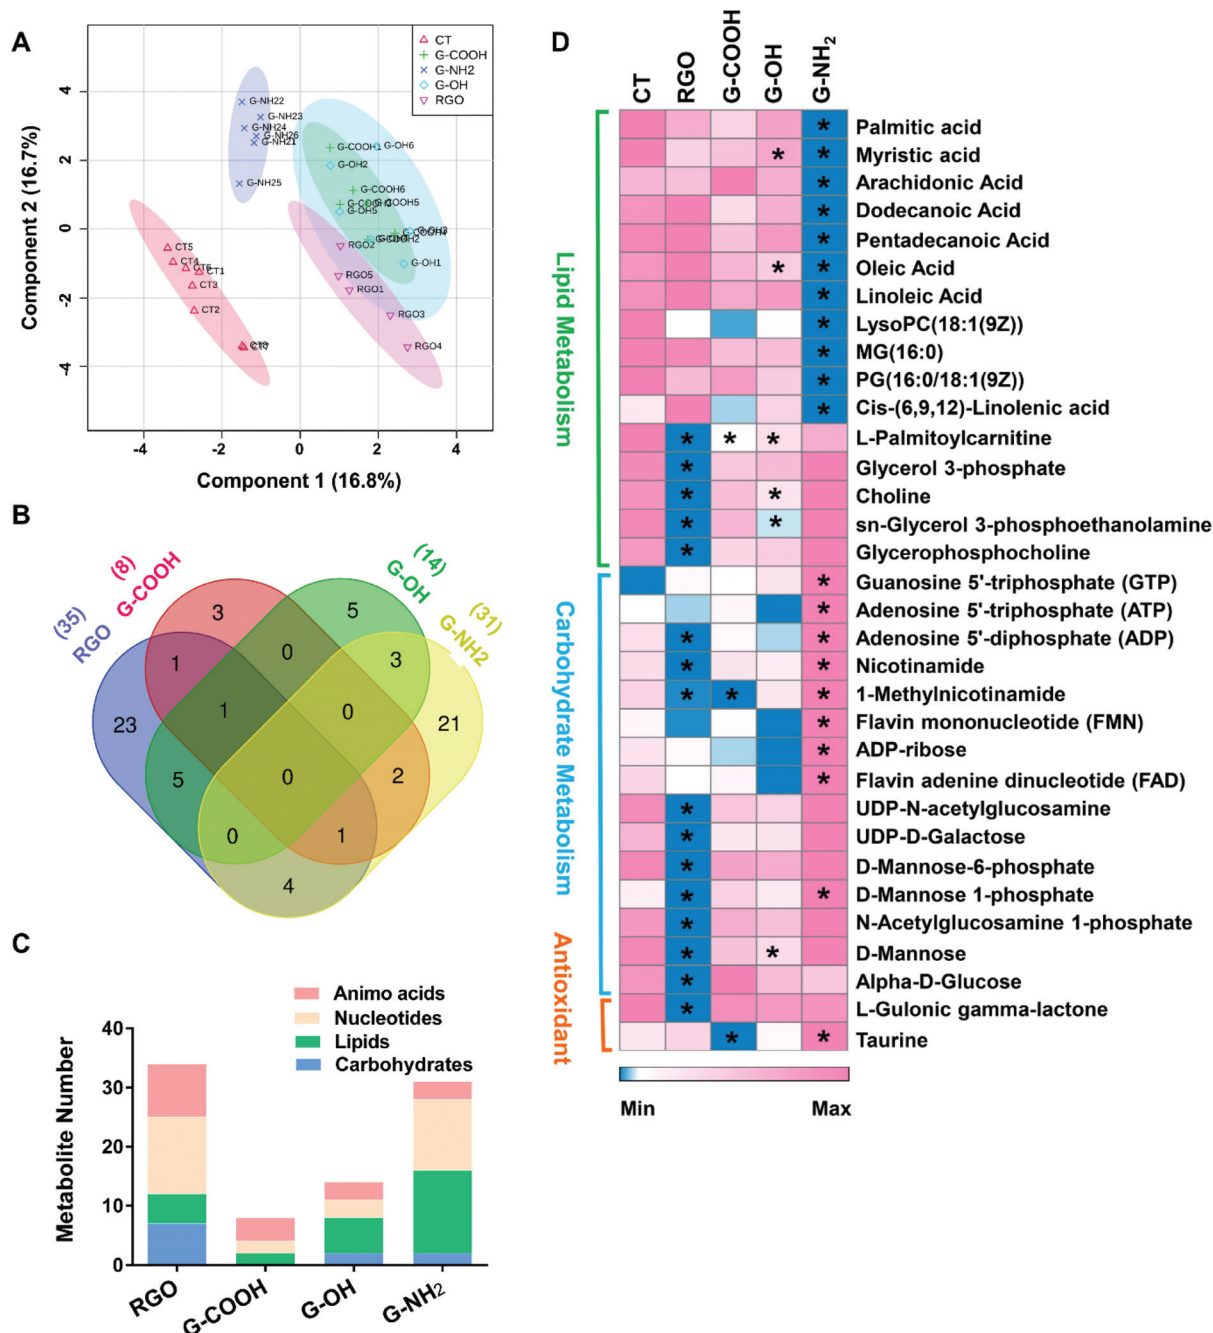 A
CT
G-COOH
G-NH2
G-OH
RGO
4
2
0
-2
-4
G-NH22
G-NH23
G-NH24
G-NH26
G-NH21
G-NH25
G-COOH1
G-OH6
G-OH2
G-COOH6
G-COOH5
G-OH5
G-OH3
G-COOH4
G-COOH2
G-OH1
RGO2
RGO5
RGO1
RGO3
RGO4
CT5
CT4
CT6
CT1
CT3
CT2
-4
-2
0
2
4
Component 2 (16.7%)
Component 1 (16.8%)
B
(35)
RGO
(8)
G-COOH
(14)
G-OH
(31)
G-NH2
3
5
1
0
3
23
1
0
21
5
0
2
0
1
4
C
Animo acids
Nucleotides
Lipids
Carbohydrates
Metabolite Number
40
30
20
10
0
RGO
G-COOH
G-OH
G-NH2
D
CT
RGO
G-COOH
G-OH
G-NH2
Lipid Metabolism
* Palmitic acid
* * Myristic acid
* Arachidonic Acid
* Dodecanoic Acid
* Pentadecanoic Acid
* * Oleic Acid
* Linoleic Acid
* LysoPC(18:1(9Z))
* MG(16:0)
* PG(16:0/18:1(9Z))
* Cis-(6,9,12)-Linolenic acid
* * * L-Palmitoylcarnitine
* Glycerol 3-phosphate
* * Choline
* * sn-Glycerol 3-phosphoethanolamine
* Glycerophosphocholine
Carbohydrate Metabolism
* Guanosine 5'-triphosphate (GTP)
* Adenosine 5'-triphosphate (ATP)
* * Adenosine 5'-diphosphate (ADP)
* * Nicotinamide
* * * 1-Methylnicotinamide
* Flavin mononucleotide (FMN)
* ADP-ribose
* Flavin adenine dinucleotide (FAD)
* UDP-N-acetylglucosamine
* UDP-D-Galactose
* D-Mannose-6-phosphate
* * D-Mannose 1-phosphate
* N-Acetylglucosamine 1-phosphate
* * D-Mannose
* Alpha-D-Glucose
Antioxidant
* L-Gulonic gamma-lactone
* * Taurine
Min
Max